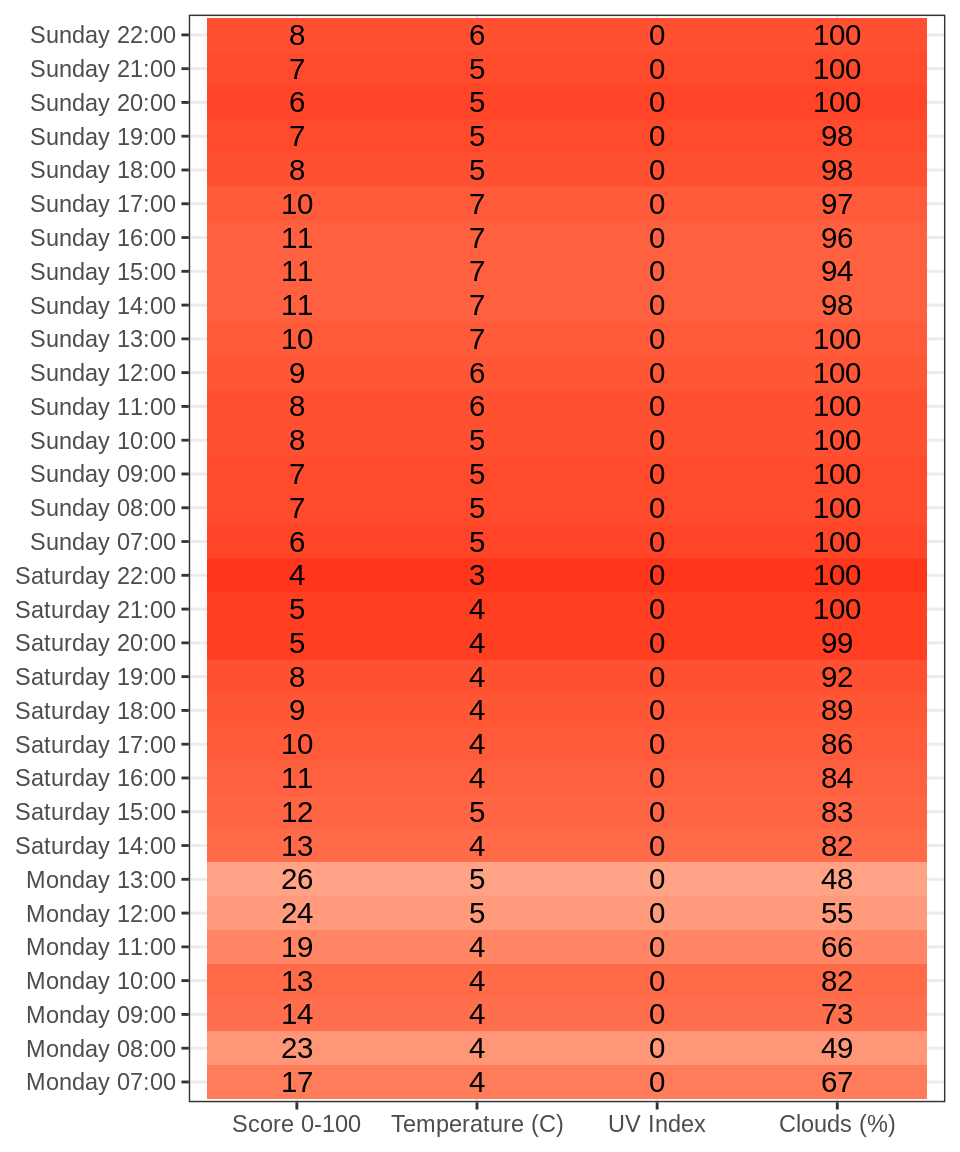 Sunday 22:00 8 6 0 100
Sunday 21:00 7 5 0 100
Sunday 20:00 6 5 0 100
Sunday 19:00 7 5 0 98
Sunday 18:00 8 5 0 98
Sunday 17:00 10 7 0 97
Sunday 16:00 11 7 0 96
Sunday 15:00 11 7 0 94
Sunday 14:00 11 7 0 98
Sunday 13:00 10 7 0 100
Sunday 12:00 9 6 0 100
Sunday 11:00 8 6 0 100
Sunday 10:00 8 5 0 100
Sunday 09:00 7 5 0 100
Sunday 08:00 7 5 0 100
Sunday 07:00 6 5 0 100
Saturday 22:00 4 3 0 100
Saturday 21:00 5 4 0 100
Saturday 20:00 5 4 0 99
Saturday 19:00 8 4 0 92
Saturday 18:00 9 4 0 89
Saturday 17:00 10 4 0 86
Saturday 16:00 11 4 0 84
Saturday 15:00 12 5 0 83
Saturday 14:00 13 4 0 82
Monday 13:00 26 5 0 48
Monday 12:00 24 5 0 55
Monday 11:00 19 4 0 66
Monday 10:00 13 4 0 82
Monday 09:00 14 4 0 73
Monday 08:00 23 4 0 49
Monday 07:00 17 4 0 67
Score 0-100 Temperature (C) UV Index Clouds (%)